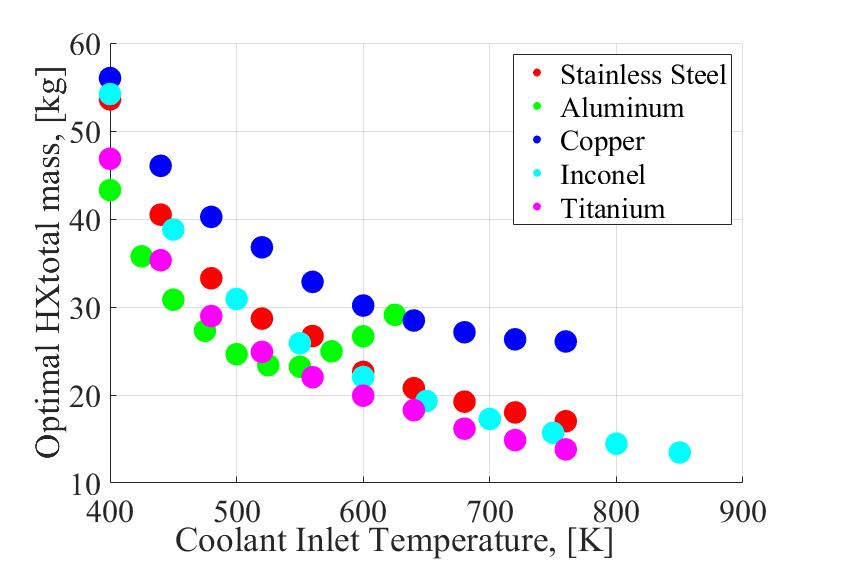 60
50
40
30
20
10
400 500 600 700 800 900
Optimal HXtotal mass, [kg]
Coolant Inlet Temperature, [K]
Stainless Steel
Aluminum
Copper
Inconel
Titanium